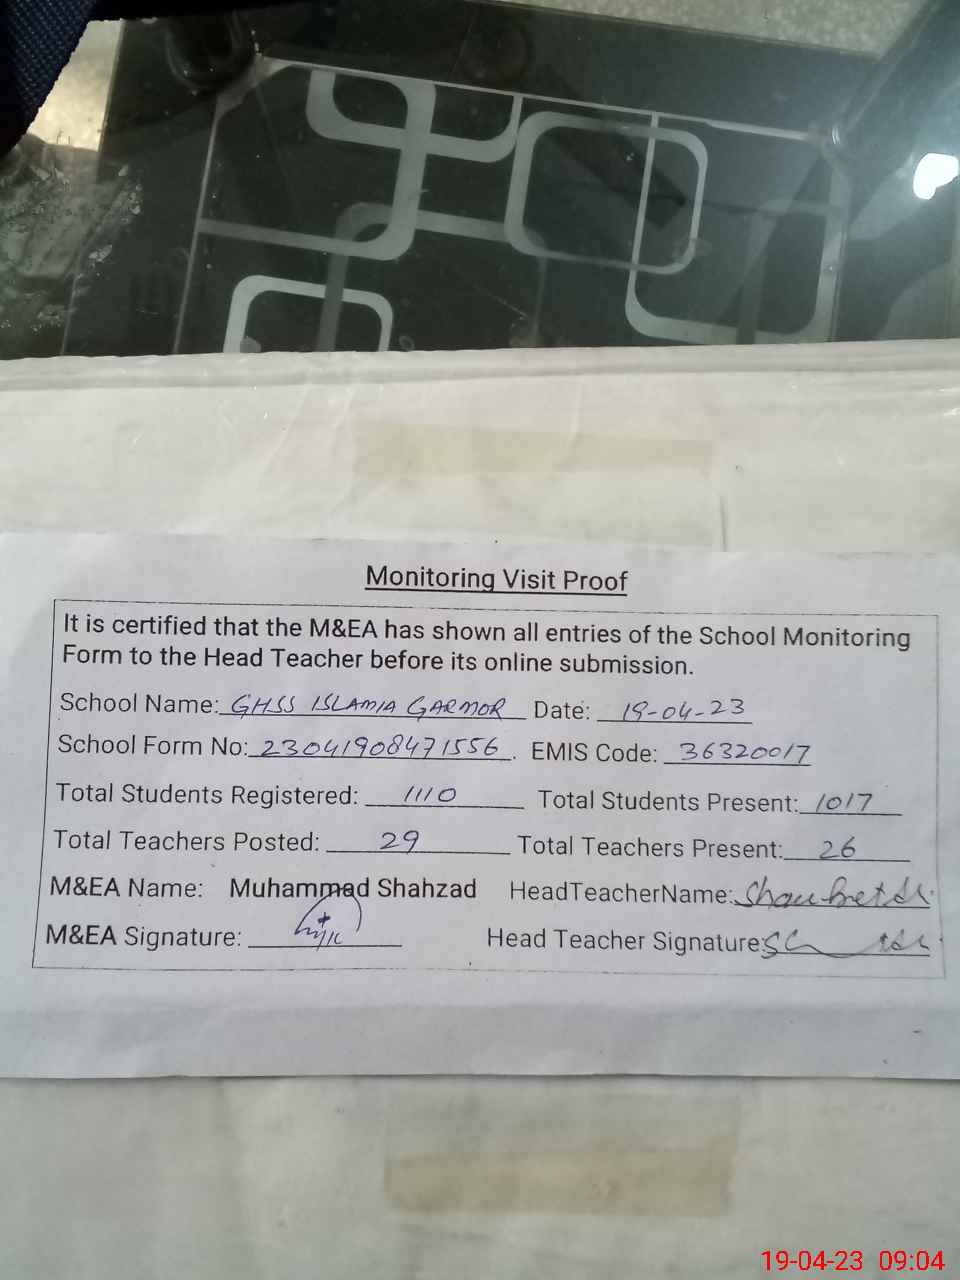 Monitoring Visit Proof
It is certified that the M&EA has shown all entries of the School Monitoring
Form to the Head Teacher before its online submission.
School Name: GHSS ISLAMIA GARMOR Date: 19-04-23
School Form No: 23041908471556. EMIS Code: 36320017
Total Students Registered: 1110 Total Students Present: 1017
Total Teachers Posted: 29 Total Teachers Present: 26
M&EA Name: Muhammad Shahzad HeadTeacherName:
M&EA Signature: Head Teacher Signature:
19-04-23 09:04